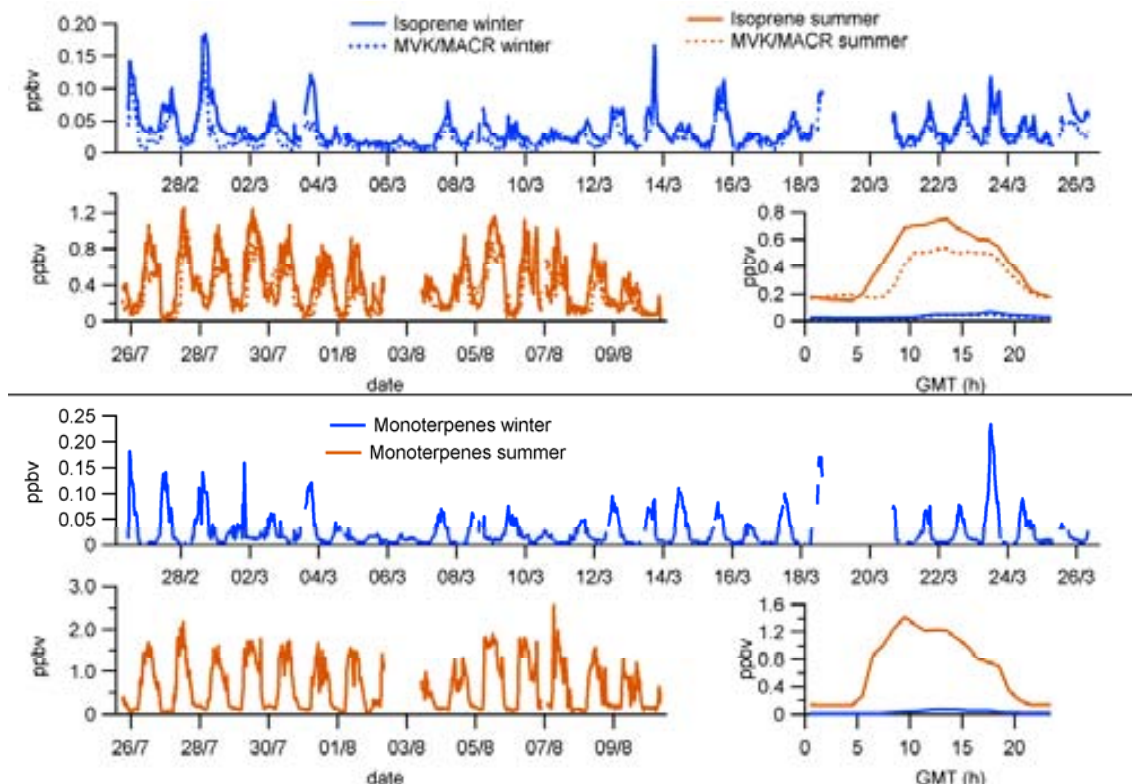 Isoprene winter
MVK/MACR winter
Isoprene summer
MVK/MACR summer
ppbv
0.20
0.15
0.10
0.05
0
28/2 02/3 04/3 06/3 08/3 10/3 12/3 14/3 16/3 18/3 20/3 22/3 24/3 26/3
ppbv
1.2
0.8
0.4
0
26/7 28/7 30/7 01/8 03/8 05/8 07/8 09/8
date
ppbv
0.8
0.6
0.4
0.2
0
0 5 10 15 20
GMT (h)
Monoterpenes winter
Monoterpenes summer
ppbv
0.25
0.20
0.15
0.10
0.05
0
28/2 02/3 04/3 06/3 08/3 10/3 12/3 14/3 16/3 18/3 20/3 22/3 24/3 26/3
ppbv
3.0
2.0
1.0
0
26/7 28/7 30/7 01/8 03/8 05/8 07/8 09/8
date
ppbv
1.6
1.2
0.8
0.4
0
0 5 10 15 20
GMT (h)